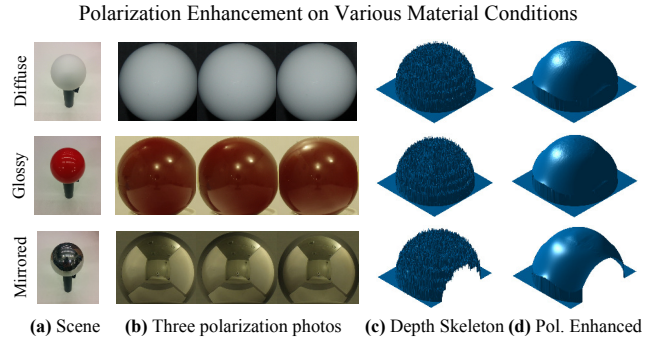 Polarization Enhancement on Various Material Conditions
Diffuse
Glossy
Mirrored
(a) Scene
(b) Three polarization photos
(c) Depth Skeleton
(d) Pol. Enhanced